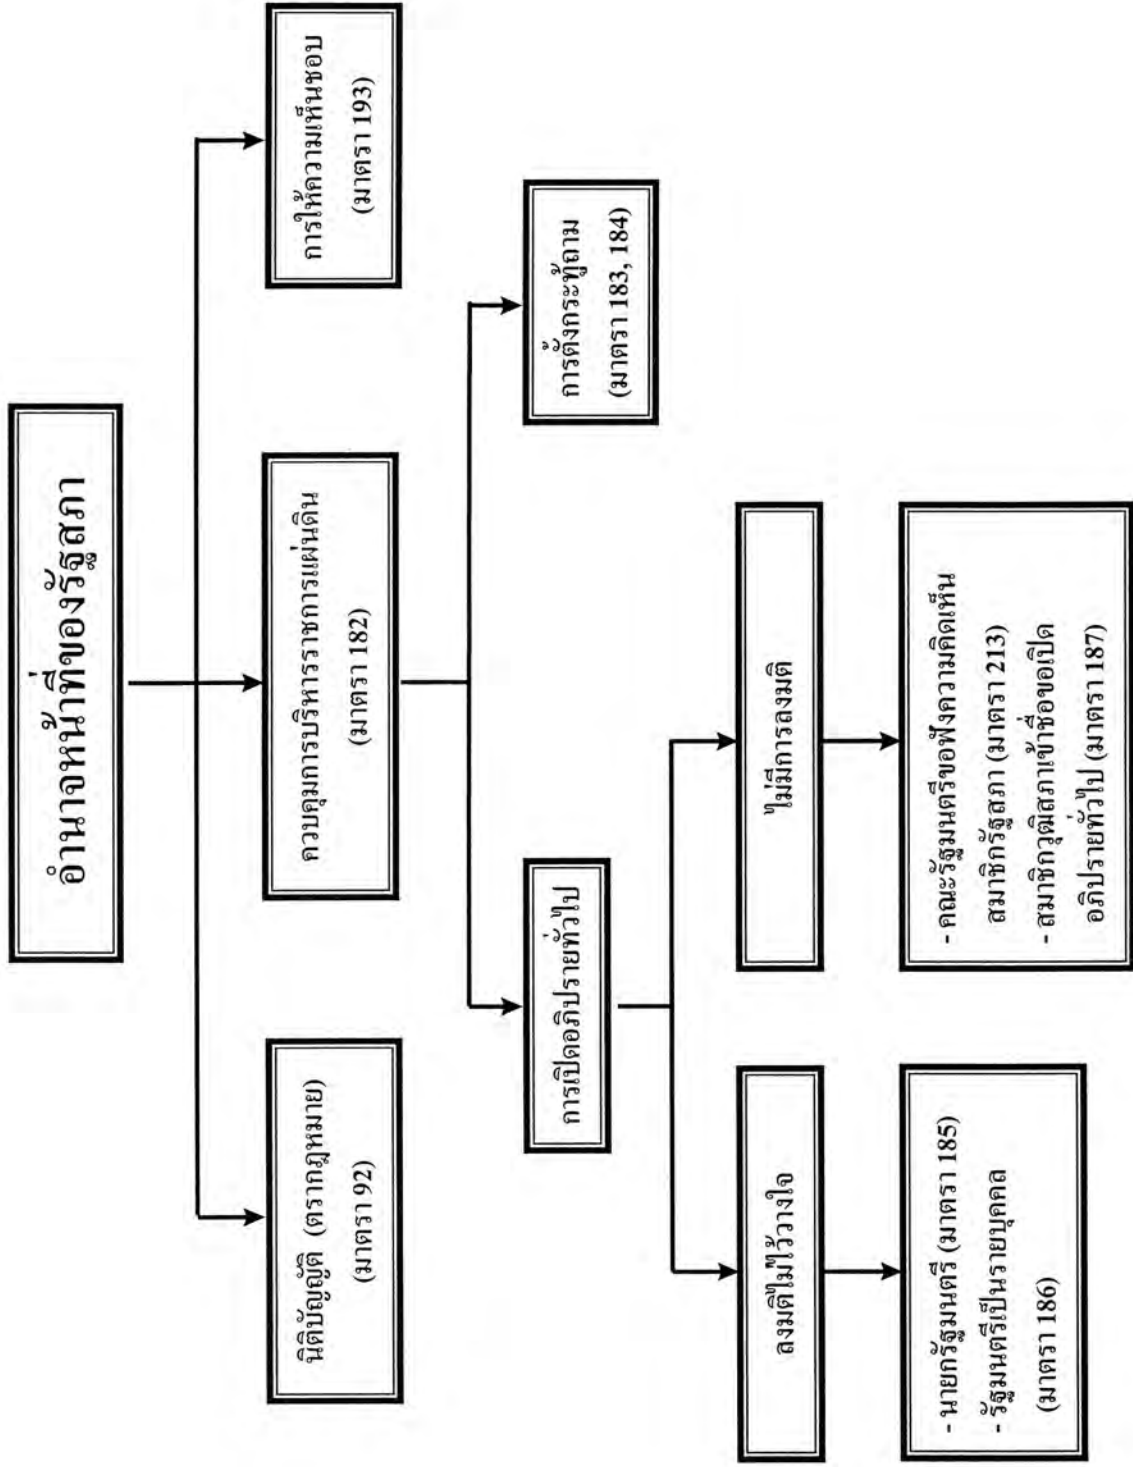 อำนาจหน้าที่ของรัฐสภา
นิติบัญญัติ (ตรากฎหมาย)
(มาตรา 92)
ควบคุมการบริหารราชการแผ่นดิน
(มาตรา 182)
การให้ความเห็นชอบ
(มาตรา 193)
การเปิดอภิปรายทั่วไป
การตั้งกระทู้ถาม
(มาตรา 183, 184)
ลงมติไม่ไว้วางใจ
ไม่มีการลงมติ
- นายกรัฐมนตรี (มาตรา 185)
- รัฐมนตรีเป็นรายบุคคล
(มาตรา 186)
- คณะรัฐมนตรีขอฟังความคิดเห็น
สมาชิกรัฐสภา (มาตรา 213)
- สมาชิกวุฒิสภาเข้าชื่อขอเปิด
อภิปรายทั่วไป (มาตรา 187)